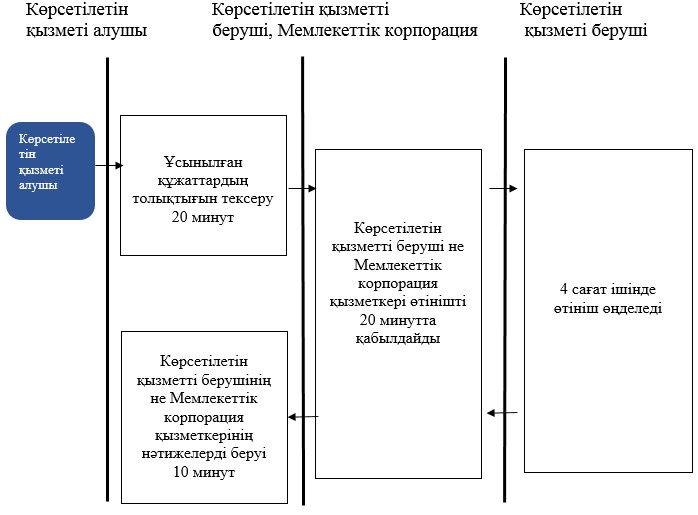 Көрсетілетін
қызметі алушы
Көрсетілетін қызметті
беруші, Мемлекеттік корпорация
Көрсетілетін
қызметі беруші
Көрсетіле
тін
қызметі
алушы
Ұсынылған
құжаттардың
толықтығын тексеру
20 минут
Көрсетілетін
қызметті беруші не
Мемлекеттік
корпорация
қызметкері өтінішті
20 минутта
қабылдайды
4 сағат ішінде
өтініш өңделеді
Көрсетілетін
қызметті берушінің
не Мемлекеттік
корпорация
қызметкерінің
нәтижелерді беруі
10 минут